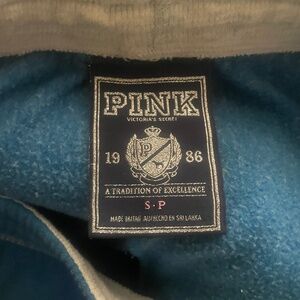 PINK
VICTORIA'S SECRET
P
19 86
A TRADITION OF EXCELLENCE
S·P
MADE IN/FAIT AU/HECHO EN SRI LANKA